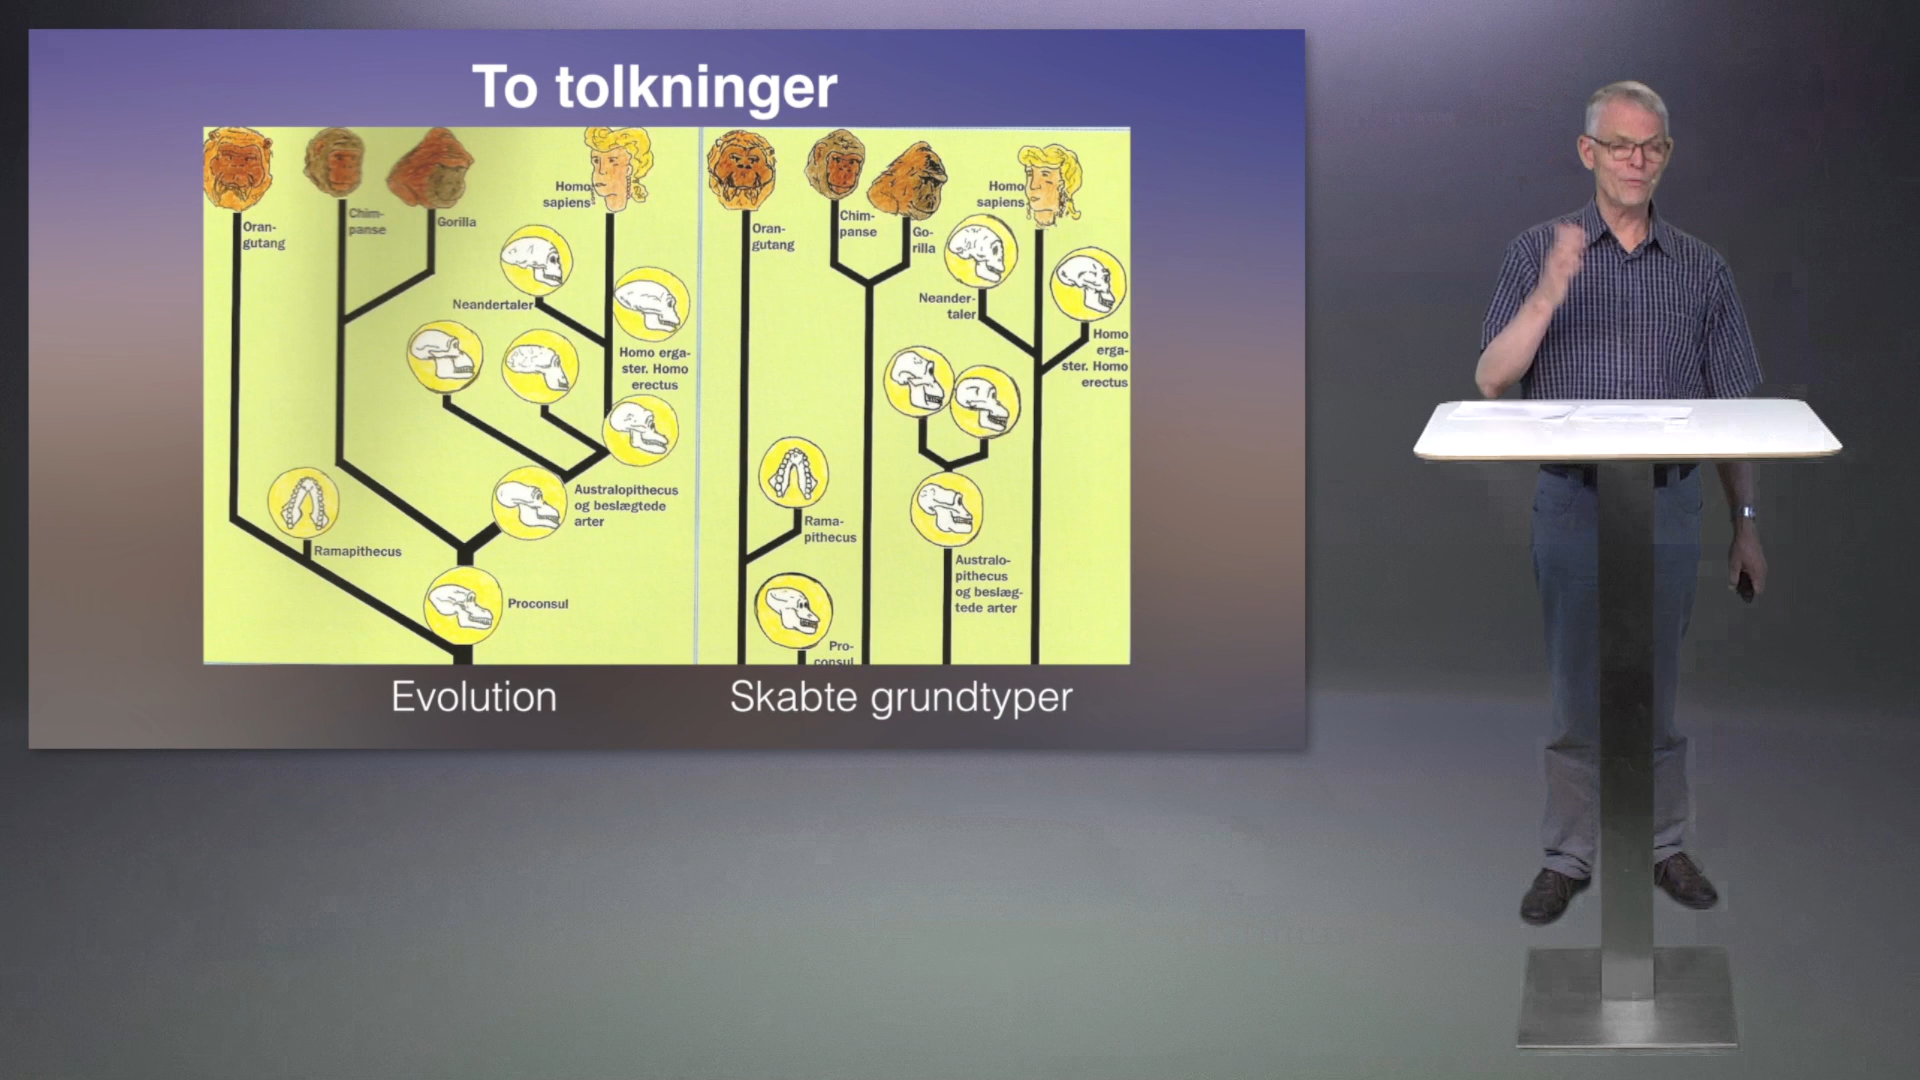 To tolkninger
Oran-
gutang
Chim-
panse
Gorilla
Homo
sapiens
Neandertaler
Homo erga-
ster. Homo
erectus
Australopithecus
og beslægtede
arter
Ramapithecus
Proconsul
Oran-
gutang
Chim-
panse
Go-
rilla
Homo
sapiens
Neander-
taler
Homo
erga-
ster. Homo
erectus
Rama-
pithecus
Australo-
pithecus
og beslæg-
tede arter
Pro-
consul
Evolution
Skabte grundtyper